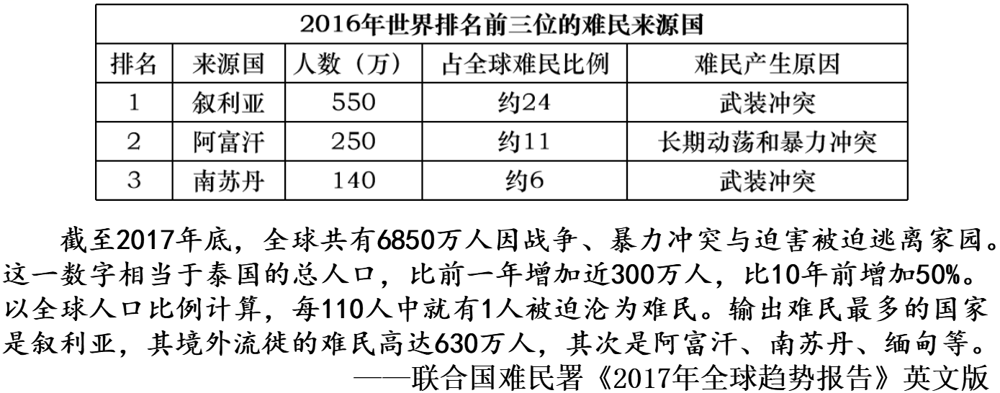 2016年世界排名前三位的难民来源国
排名 来源国 人数（万） 占全球难民比例 难民产生原因
1 叙利亚 550 约24 武装冲突
2 阿富汗 250 约11 长期动荡和暴力冲突
3 南苏丹 140 约6 武装冲突
截至2017年底，全球共有6850万人因战争、暴力冲突与迫害被迫逃离家园。
这一数字相当于泰国的总人口，比前一年增加近300万人，比10年前增加50%。
以全球人口比例计算，每110人中就有1人被迫沦为难民。输出难民最多的国家
是叙利亚，其境外流徙的难民高达630万人，其次是阿富汗、南苏丹、缅甸等。
——联合国难民署《2017年全球趋势报告》英文版